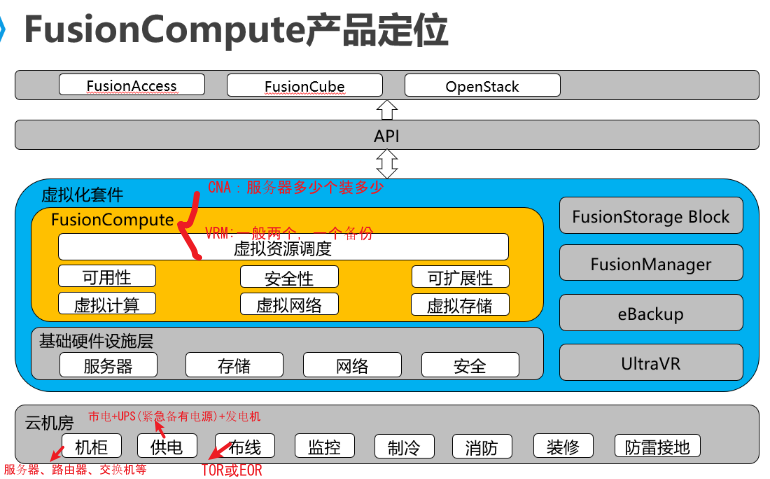 FusionCompute产品定位
FusionAccess
FusionCube
OpenStack
API
虚拟化套件
CNA：服务器多少个装多少
FusionCompute
VRM:一般两个，一个备份
虚拟资源调度
可用性
安全性
可扩展性
虚拟计算
虚拟网络
虚拟存储
FusionStorage Block
FusionManager
eBackup
UltraVR
基础硬件设施层
服务器
存储
网络
安全
市电+UPS(紧急备有电源)+发电机
云机房
机柜
供电
布线
监控
制冷
消防
装修
防雷接地
服务器、路由器、交换机等
TOR或EOR